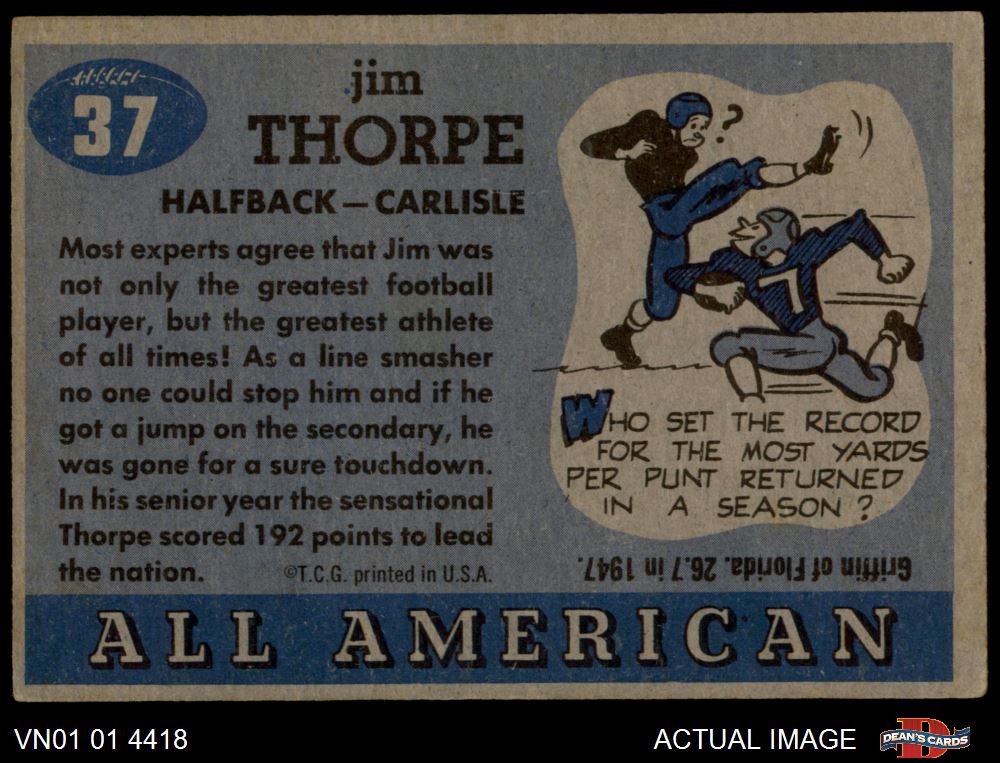 37
jim
THORPE
HALFBACK — CARLISLE
Most experts agree that Jim was
not only the greatest football
player, but the greatest athlete
of all times! As a line smasher
no one could stop him and if he
got a jump on the secondary, he
was gone for a sure touchdown.
In his senior year the sensational
Thorpe scored 192 points to lead
the nation.
©T.C.G. printed in U.S.A.
?
7
WHO SET THE RECORD
FOR THE MOST YARDS
PER PUNT RETURNED
IN A SEASON?
Griffin of Florida. 26.7 in 1947.
ALL AMERICAN
VN01 01 4418
ACTUAL IMAGE
D
DEAN'S CARDS